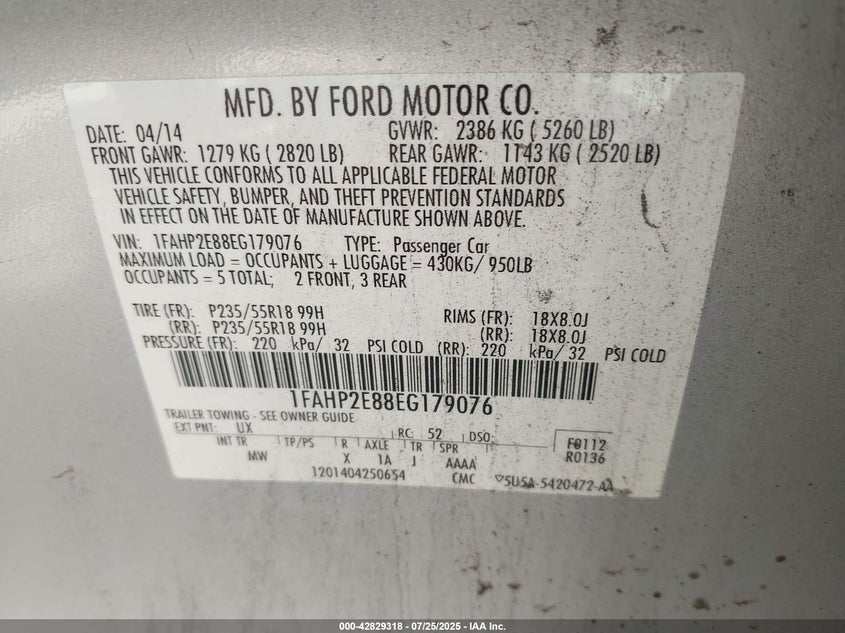 MFD. BY FORD MOTOR CO.
DATE: 04/14 GVWR: 2386 KG ( 5260 LB)
FRONT GAWR: 1279 KG ( 2820 LB) REAR GAWR: 1143 KG ( 2520 LB)
THIS VEHICLE CONFORMS TO ALL APPLICABLE FEDERAL MOTOR
VEHICLE SAFETY, BUMPER, AND THEFT PREVENTION STANDARDS
IN EFFECT ON THE DATE OF MANUFACTURE SHOWN ABOVE.
VIN: 1FAHP2E88EG179076 TYPE: Passenger Car
MAXIMUM LOAD = OCCUPANTS + LUGGAGE = 430KG/ 950LB
OCCUPANTS = 5 TOTAL; 2 FRONT, 3 REAR
TIRE (FR): P235/55R18 99H RIMS (FR): 18X8.0J
(RR): P235/55R18 99H (RR): 18X8.0J
PRESSURE (FR): 220 kPa/ 32 PSI COLD (RR): 220 kPa/ 32 PSI COLD
1FAHP2E88EG179076
TRAILER TOWING - SEE OWNER GUIDE
EXT PNT: UX RC: 52 DSO:
INT TR TP/PS R AXLE TR SPR
MW X 1A J AAAA
F0112
R0136
1201404250654 CMC 5U5A-5420472-AA
000-42829318 - 07/25/2025 - IAA Inc.